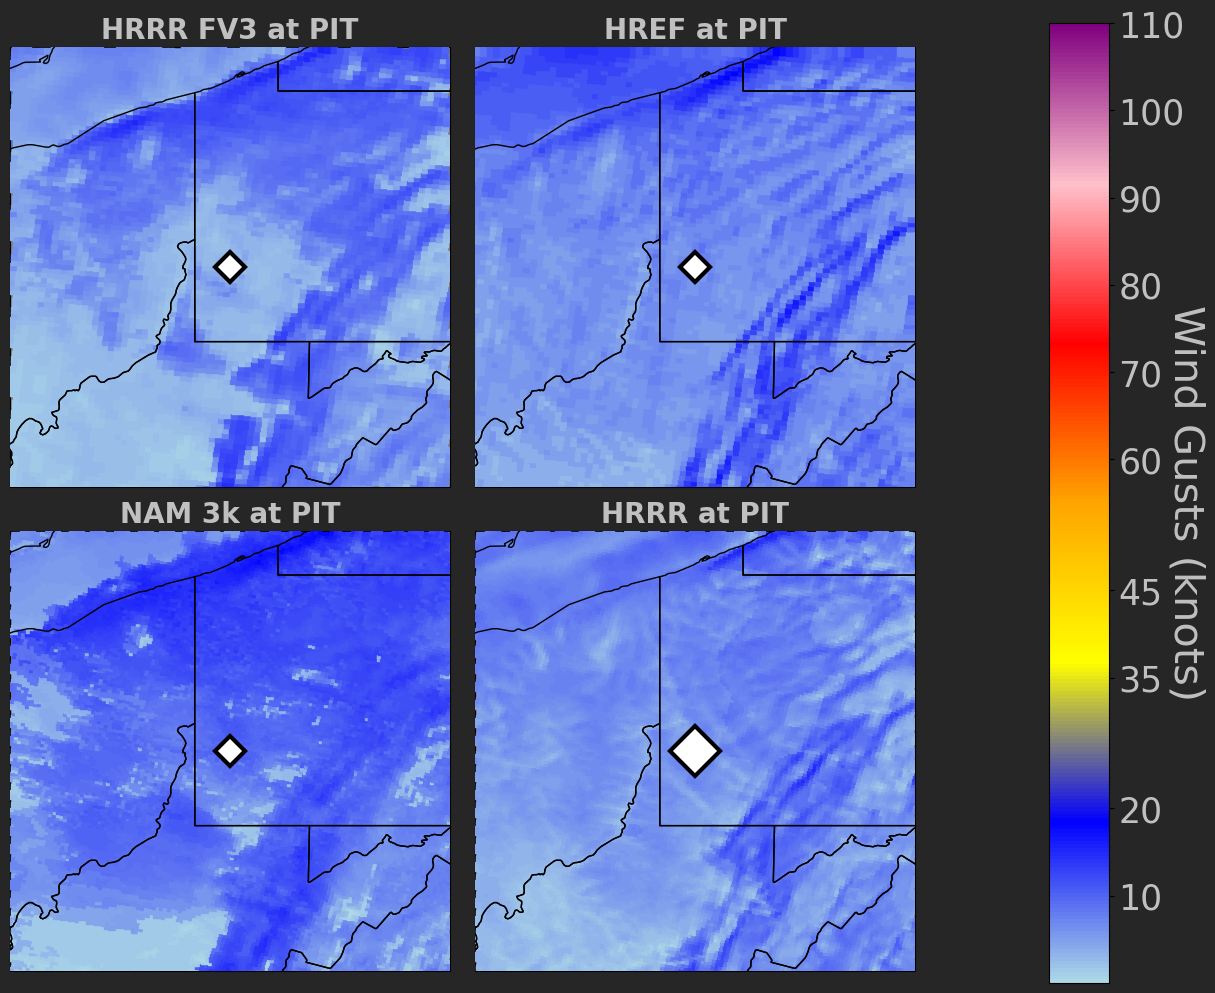 HRRR FV3 at PIT
HREF at PIT
NAM 3k at PIT
HRRR at PIT
110
100
90
80
70
60
45
35
20
10
Wind Gusts (knots)